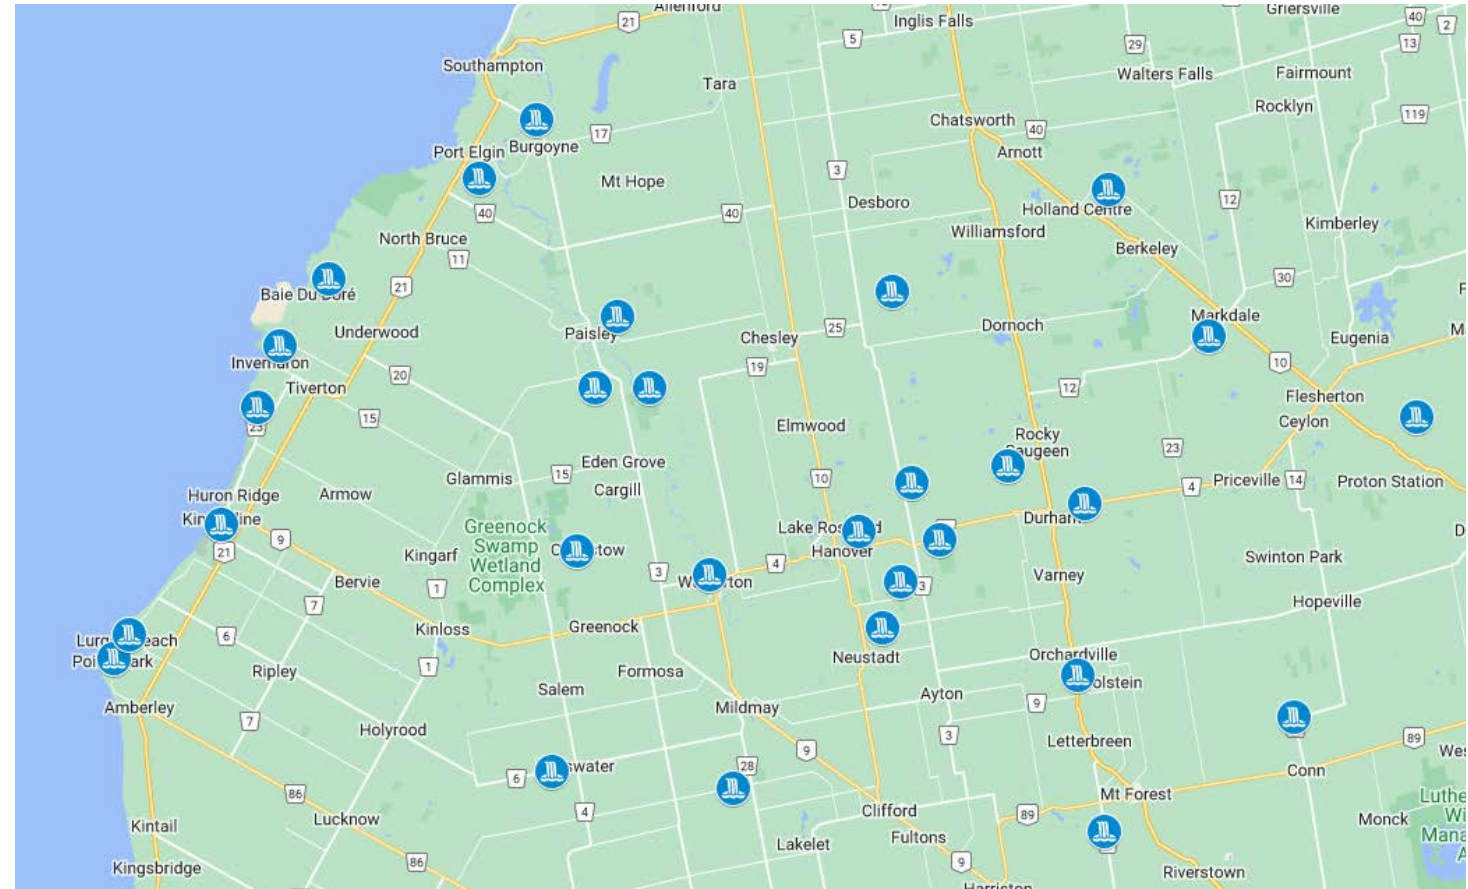 Allenford
21
Inglis Falls
Griersville
40
2
5
29
13
Southampton
Tara
Walters Falls
Fairmount
Rocklyn
119
Chatsworth
40
17
Burgoyne
Port Elgin
Arnott
3
Mt Hope
12
Desboro
Holland Centre
40
40
Kimberley
Williamsford
North Bruce
Berkeley
11
30
21
Baie Du Doré
Markdale
Dornoch
25
Underwood
Paisley
Chesley
Eugenia
10
19
20
Tiverton
12
Flesherton
15
23
Ceylon
Elmwood
Rocky
Saugeen
23
Eden Grove
15
10
Glammis
4
Priceville
14
Proton Station
Cargill
Huron Ridge
Armow
Durham
Greenock
Swamp
Wetland
Complex
9
21
Hanover
Kingarf
Swinton Park
4
3
Varney
Bervie
1
3
Hopeville
7
Kinloss
Greenock
6
Orchardville
Neustadt
1
Ripley
Formosa
Salem
Ayton
9
Amberley
Mildmay
7
Holyrood
3
89
Letterbreen
9
28
6
Conn
86
Mt Forest
4
Clifford
89
Lucknow
Monck
Kintail
Fultons
Lakelet
9
86
Kingsbridge
Riverstown
Harriston